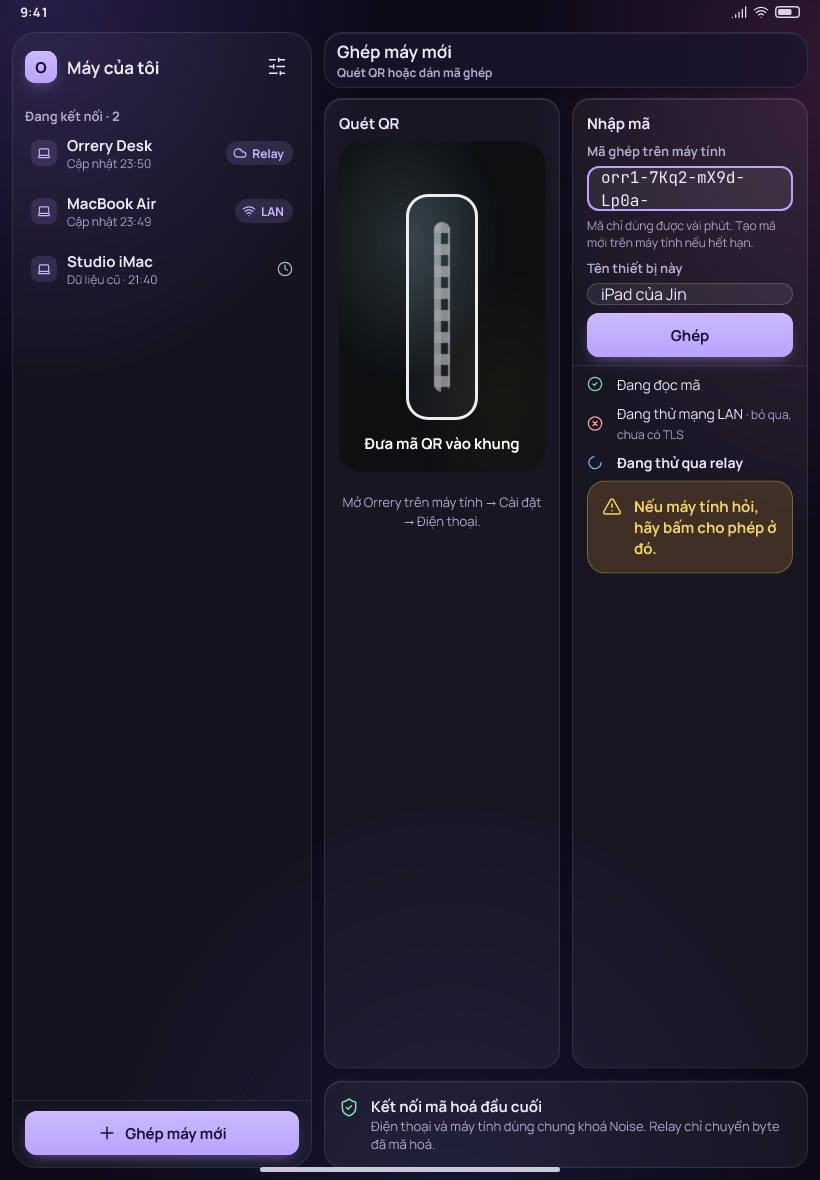 9:41
O Máy của tôi
Đang kết nối · 2
Orrery Desk
Cập nhật 23:50
Relay
MacBook Air
Cập nhật 23:49
LAN
Studio iMac
Dữ liệu cũ · 21:40
Ghép máy mới
Ghép máy mới
Quét QR hoặc dán mã ghép
Quét QR
Đưa mã QR vào khung
Mở Orrery trên máy tính → Cài đặt
→ Điện thoại.
Nhập mã
Mã ghép trên máy tính
orr1-7Kq2-mX9d-
Lp0a-
Mã chỉ dùng được vài phút. Tạo mã
mới trên máy tính nếu hết hạn.
Tên thiết bị này
iPad của Jin
Ghép
Đang đọc mã
Đang thử mạng LAN · bỏ qua,
chưa có TLS
Đang thử qua relay
Nếu máy tính hỏi,
hãy bấm cho phép ở
đó.
Kết nối mã hoá đầu cuối
Điện thoại và máy tính dùng chung khoá Noise. Relay chỉ chuyển byte
đã mã hoá.